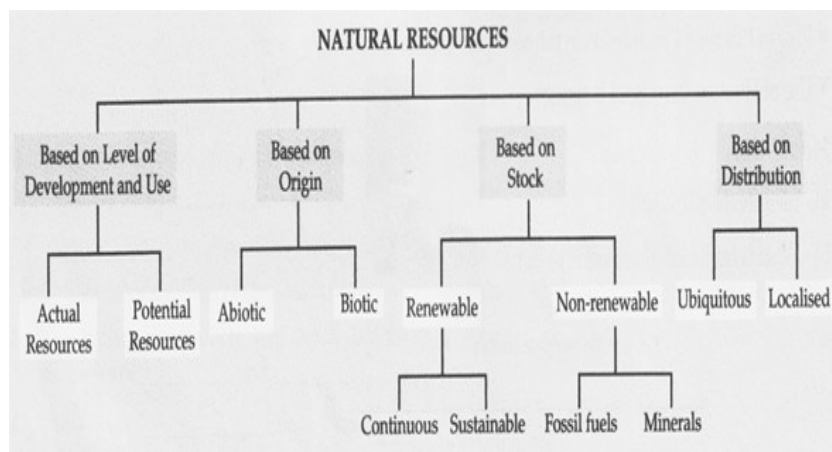 NATURAL RESOURCES
Based on Level of
Development and Use
Based on
Origin
Based on
Stock
Based on
Distribution
Actual
Resources
Potential
Resources
Abiotic
Biotic
Renewable
Non-renewable
Ubiquitous
Localised
Continuous
Sustainable
Fossil fuels
Minerals